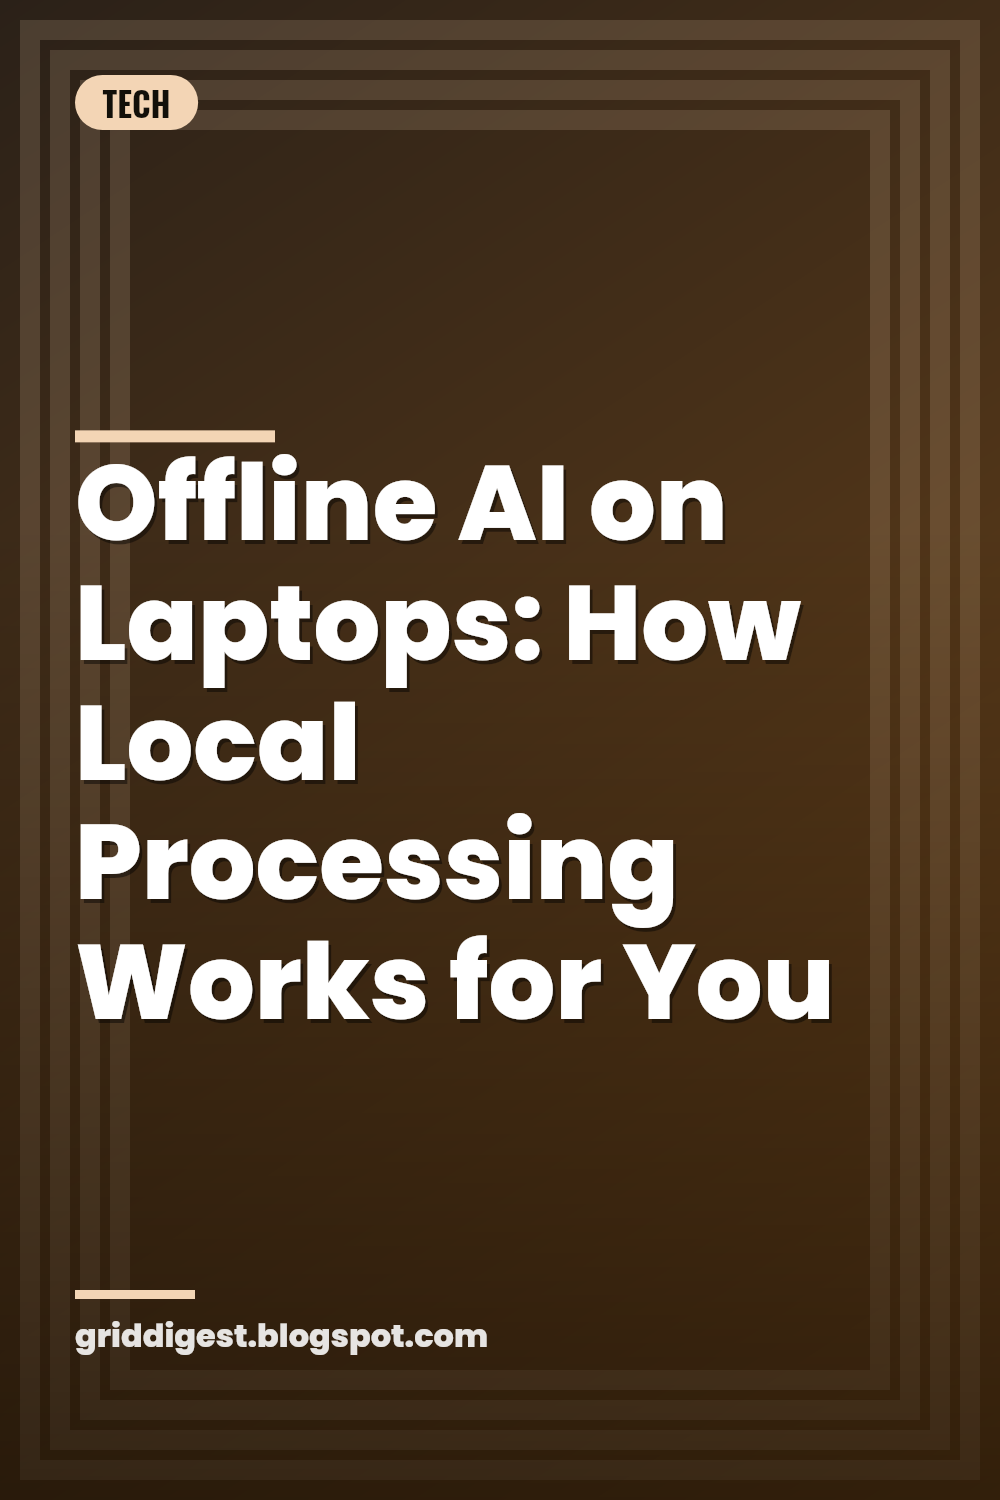 TECH
Offline AI on
Laptops: How
Local
Processing
Works for You
griddigest.blogspot.com